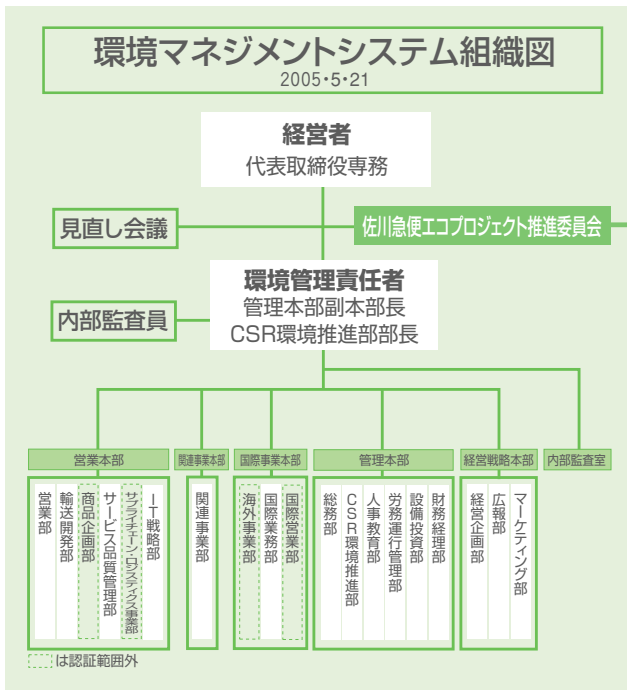 環境マネジメントシステム組織図
2005・5・21
経営者
代表取締役専務
見直し会議
佐川急便エコプロジェクト推進委員会
環境管理責任者
管理本部副本部長
CSR環境推進部部長
内部監査員
営業本部
関連事業本部
国際事業本部
管理本部
経営戦略本部
内部監査室
営業部
輸送開発部
商品企画部
サービス品質管理部
サプライチェーン・ロジスティクス事業部
IT戦略部
関連事業部
海外事業部
国際業務部
国際営業部
総務部
CSR環境推進部
人事教育部
労務運行管理部
設備投資部
財務経理部
経営企画部
広報部
マーケティング部
は認証範囲外